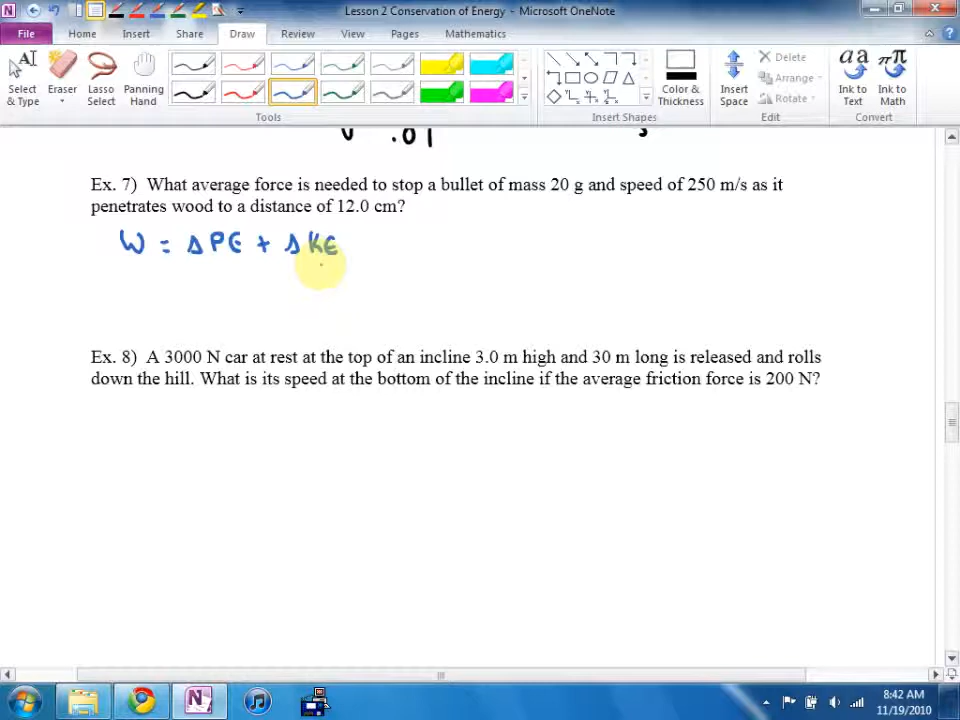 Lesson 2 Conservation of Energy - Microsoft OneNote
File Home Insert Share Draw Review View Pages Mathematics
Select & Type
Eraser
Lasso Select
Panning Hand
Color & Thickness
Insert Space
Delete
Arrange
Rotate
Ink to Text
Ink to Math
Tools
Insert Shapes
Edit
Convert
Ex. 7) What average force is needed to stop a bullet of mass 20 g and speed of 250 m/s as it
penetrates wood to a distance of 12.0 cm?
W = Δ PE + Δ KE
Ex. 8) A 3000 N car at rest at the top of an incline 3.0 m high and 30 m long is released and rolls
down the hill. What is its speed at the bottom of the incline if the average friction force is 200 N?
8:42 AM
11/19/2010